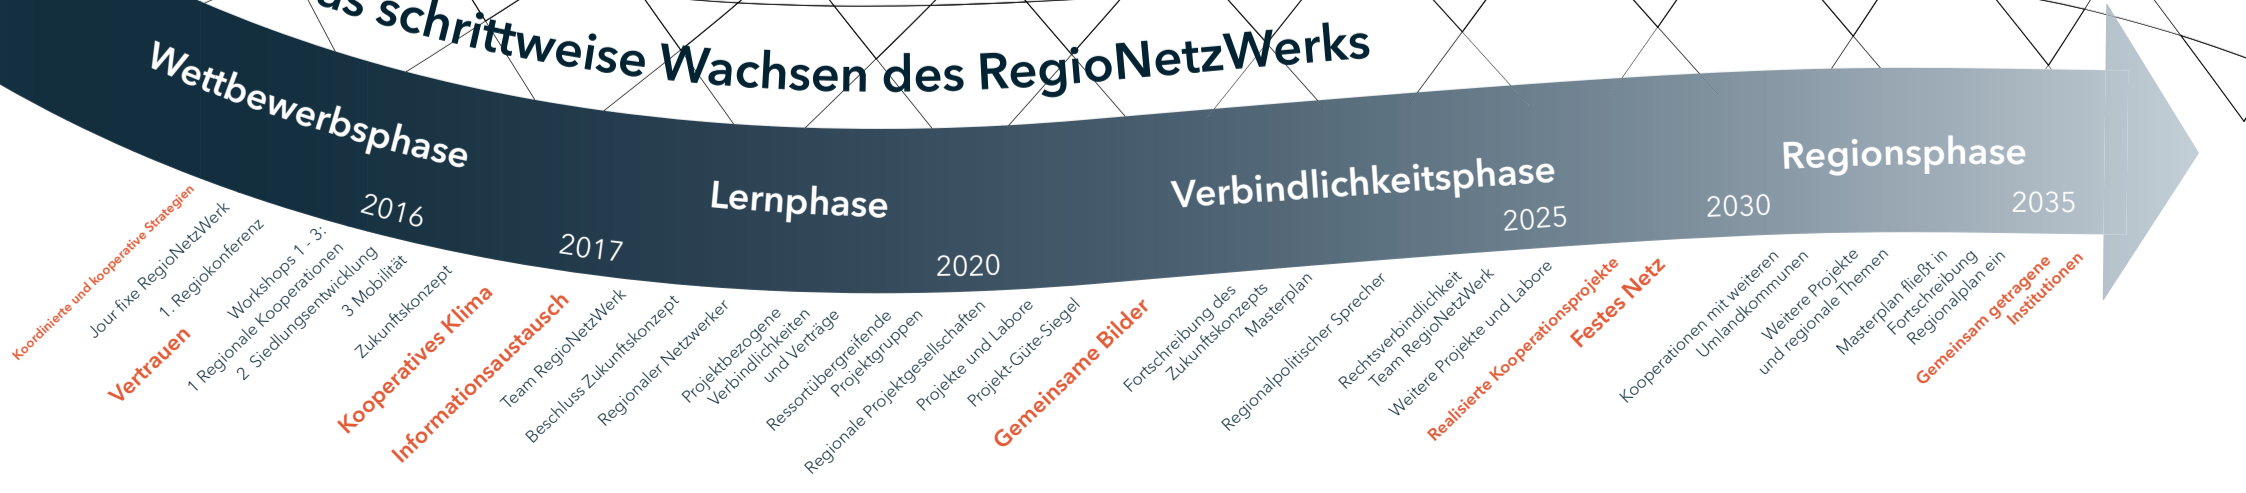 as schrittweise Wachsen des RegioNetzWerks
Wettbewerbsphase
Lernphase
Verbindlichkeitsphase
Regionsphase
2016
2017
2020
2025
2030
2035
Koordinierte und kooperative Strategien
Jour fixe RegioNetzWerk
Vertrauen
1. Regiokonferenz
Workshops 1 - 3:
1 Regionale Kooperationen
2 Siedlungsentwicklung
3 Mobilität
Zukunftskonzept
Kooperatives Klima
Informationsaustausch
Team RegioNetzWerk
Beschluss Zukunftskonzept
Regionaler Netzwerker
Projektbezogene
Verbindlichkeiten
und Verträge
Ressortübergreifende
Projektgruppen
Regionale Projektgesellschaften
Projekte und Labore
Projekt-Güte-Siegel
Gemeinsame Bilder
Fortschreibung des
Zukunftskonzepts
Masterplan
Regionalpolitischer Sprecher
Rechtsverbindlichkeit
Team RegioNetzWerk
Weitere Projekte und Labore
Realisierte Kooperationsprojekte
Festes Netz
Kooperationen mit weiteren
Umlandkommunen
Weitere Projekte
und regionale Themen
Masterplan fließt in
Fortschreibung
Regionalplan ein
Gemeinsam getragene
Institutionen